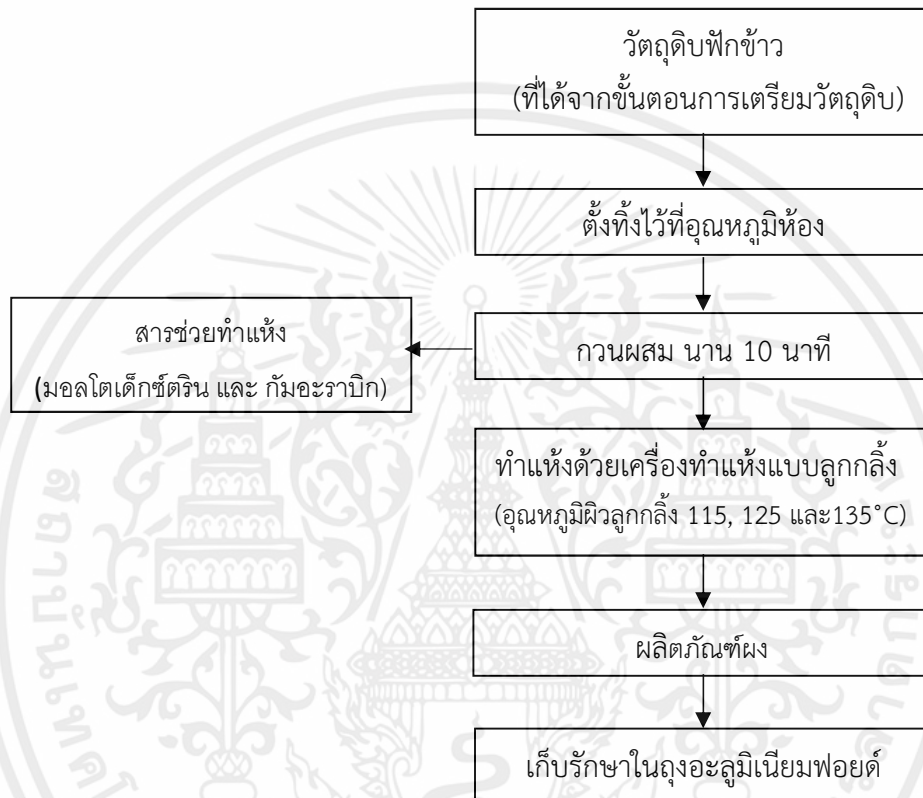 วัตถุดิบฟักข้าว
(ที่ได้จากขั้นตอนการเตรียมวัตถุดิบ)
ตั้งทิ้งไว้ที่อุณหภูมิห้อง
สารช่วยทำแห้ง
(มอลโตเด็กซ์ตริน และ กัมอะราบิก)
กวนผสม นาน 10 นาที
ทำแห้งด้วยเครื่องทำแห้งแบบลูกกลิ้ง
(อุณหภูมิผิวลูกกลิ้ง 115, 125 และ135°C)
ผลิตภัณฑ์ผง
เก็บรักษาในถุงอะลูมิเนียมฟอยด์